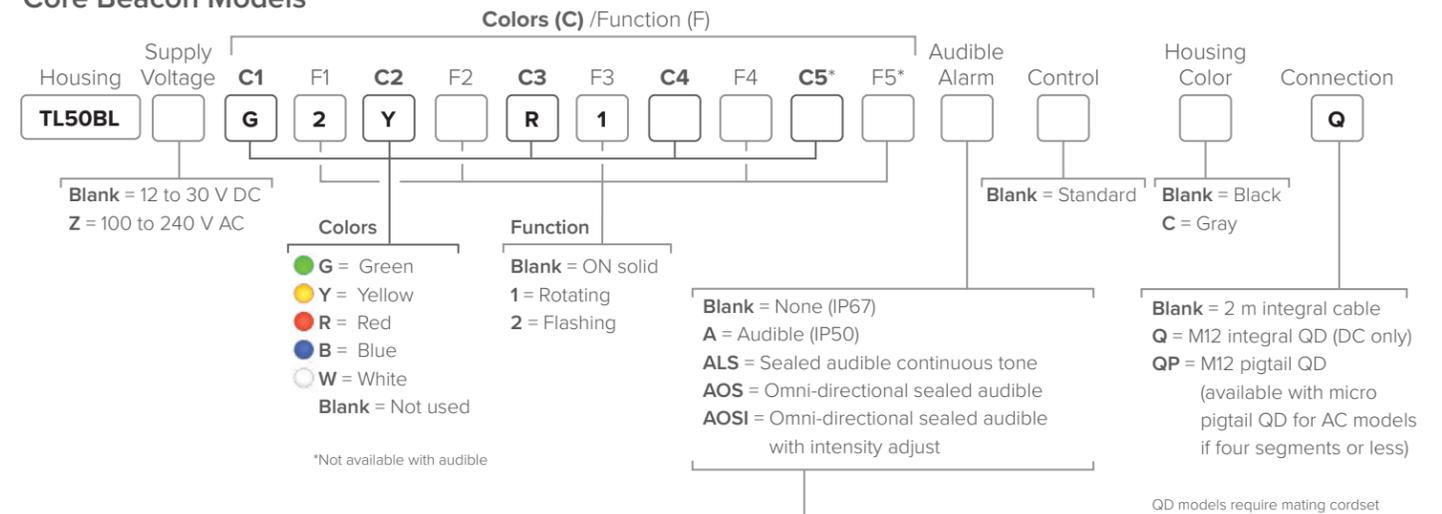 Core Beacon Models
Colors (C) /Function (F)
Housing
Supply
Voltage
C1
F1
C2
F2
C3
F3
C4
F4
C5*
F5*
Audible
Alarm
Control
Housing
Color
Connection
TL50BL
G
2
Y
R
1
Q
Blank = 12 to 30 V DC
Z = 100 to 240 V AC
Colors
G = Green
Y = Yellow
R = Red
B = Blue
W = White
Blank = Not used
*Not available with audible
Function
Blank = ON solid
1 = Rotating
2 = Flashing
Blank = None (IP67)
A = Audible (IP50)
ALS = Sealed audible continuous tone
AOS = Omni-directional sealed audible
AOSI = Omni-directional sealed audible
with intensity adjust
Blank = Standard
Blank = Black
C = Gray
Blank = 2 m integral cable
Q = M12 integral QD (DC only)
QP = M12 pigtail QD
(available with micro
pigtail QD for AC models
if four segments or less)
QD models require mating cordset